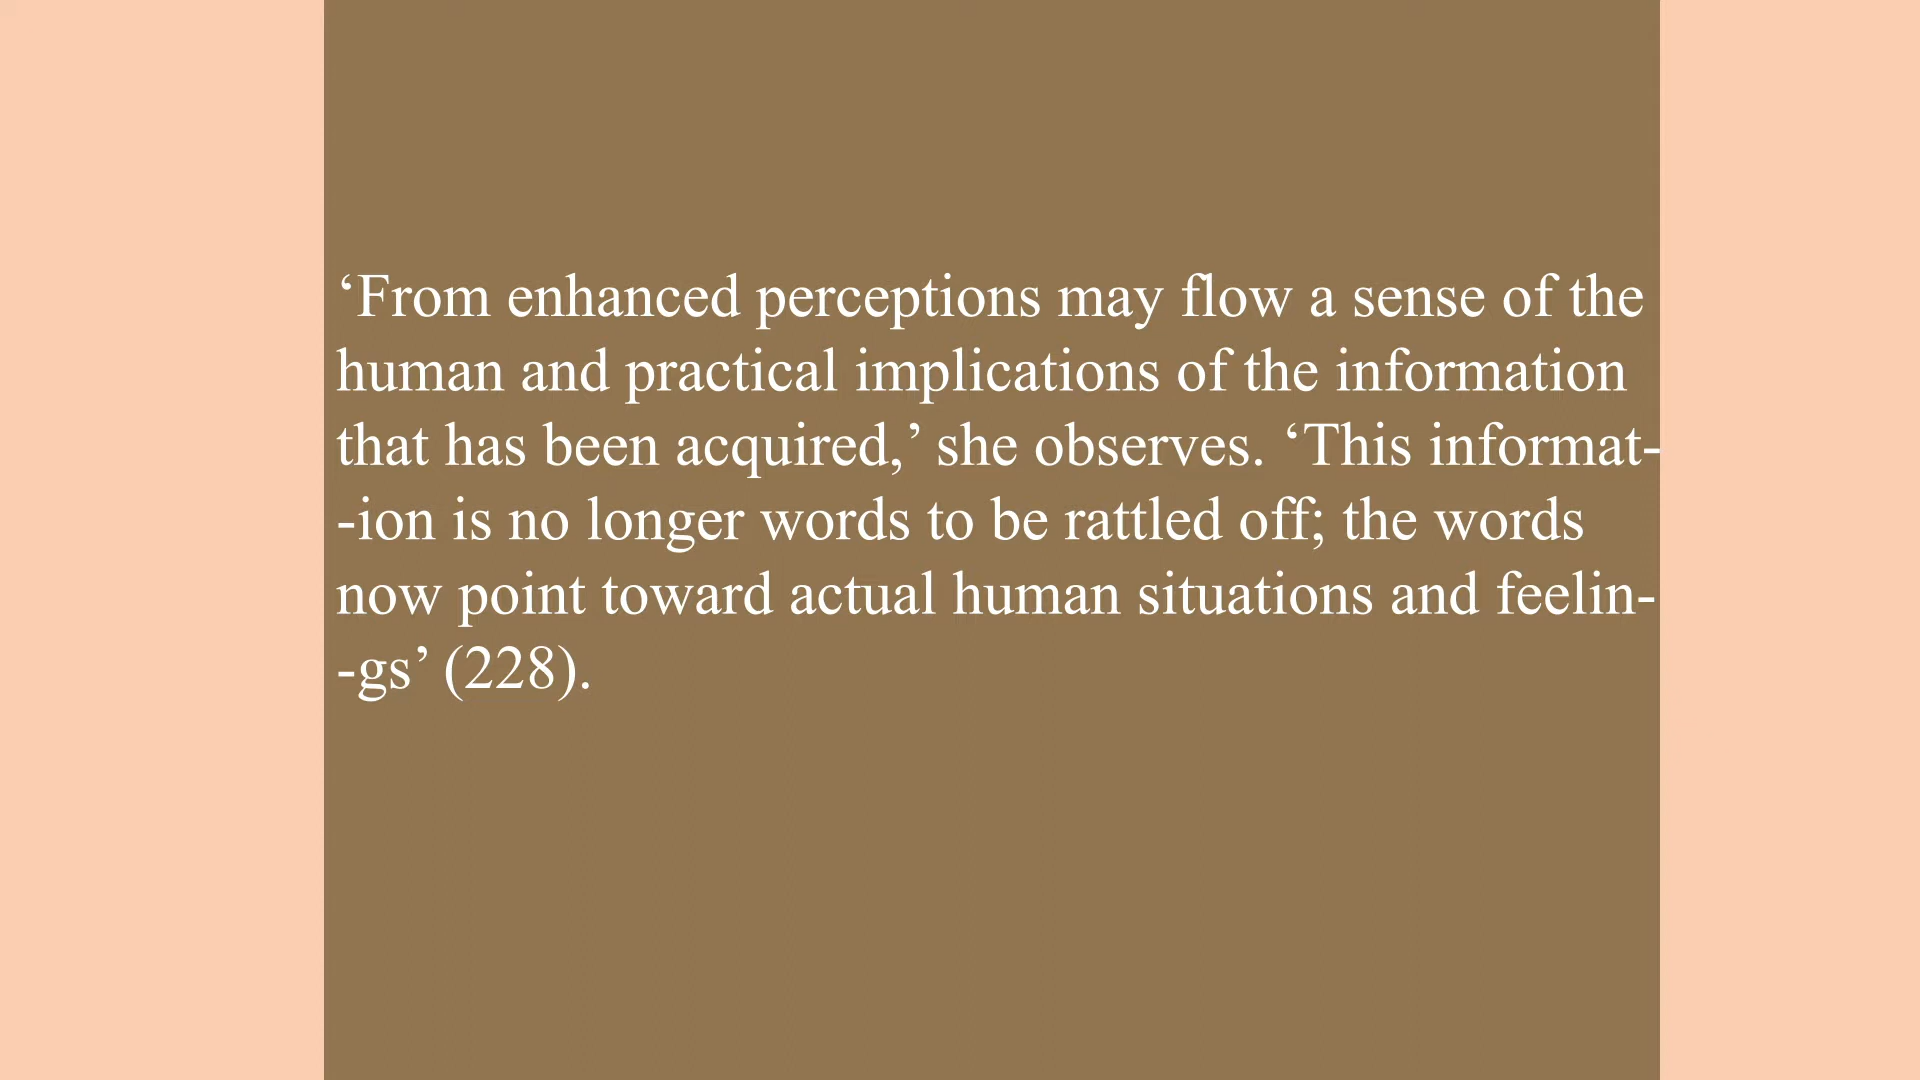 ‘From enhanced perceptions may flow a sense of the
human and practical implications of the information
that has been acquired,’ she observes. ‘This informat-
-ion is no longer words to be rattled off; the words
now point toward actual human situations and feelin-
-gs’ (228).